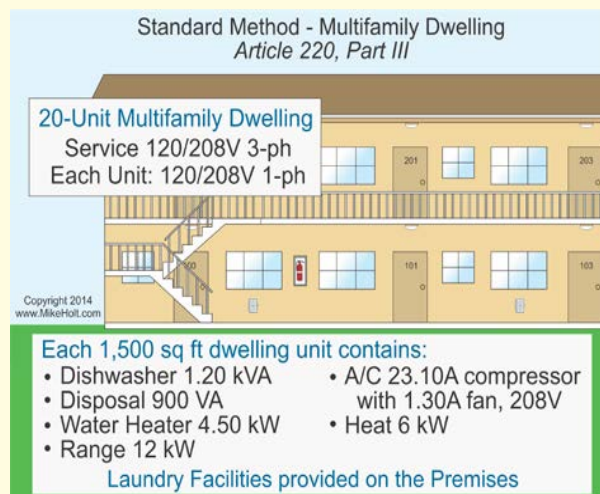 Standard Method - Multifamily Dwelling
Article 220, Part III
20-Unit Multifamily Dwelling
Service 120/208V 3-ph
Each Unit: 120/208V 1-ph
201
203
100
101
103
Copyright 2014
www.MikeHolt.com
Each 1,500 sq ft dwelling unit contains:
• Dishwasher 1.20 kVA
• Disposal 900 VA
• Water Heater 4.50 kW
• Range 12 kW
• A/C 23.10A compressor
with 1.30A fan, 208V
• Heat 6 kW
Laundry Facilities provided on the Premises